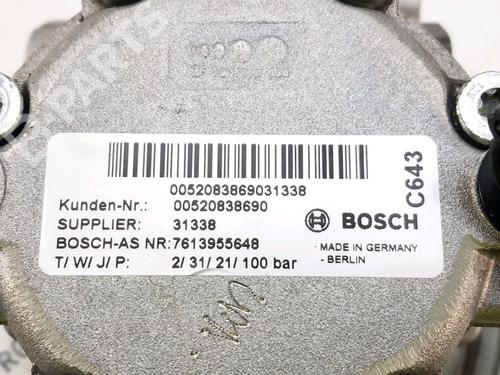 0052083869031338
Kunden-Nr.: 00520838690
SUPPLIER: 31338
BOSCH-AS NR:7613955648
T/ W/ J/ P: 2/ 31/ 21/ 100 bar
BOSCH
- MADE IN GERMANY
- BERLIN
C643